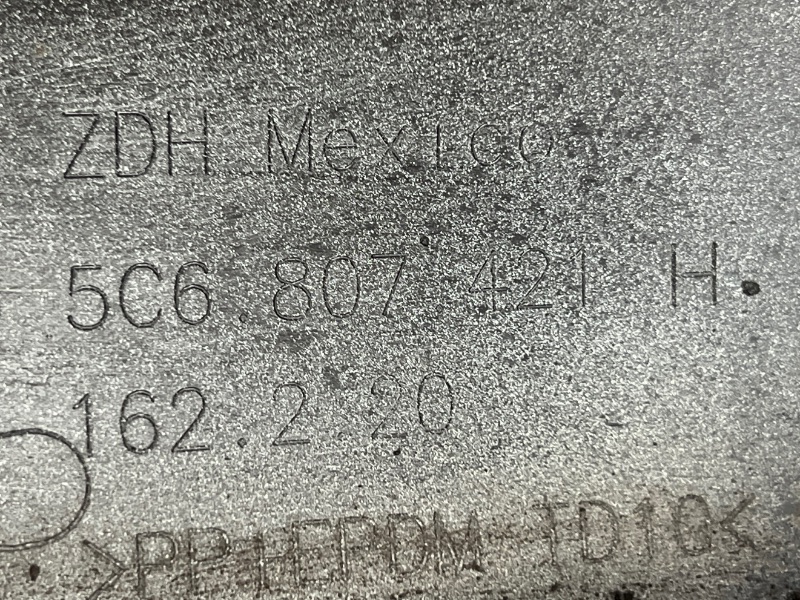 ZDH Mexico
5C6.807.421 H.
162.2 20
>PP+EPDM-TD10<